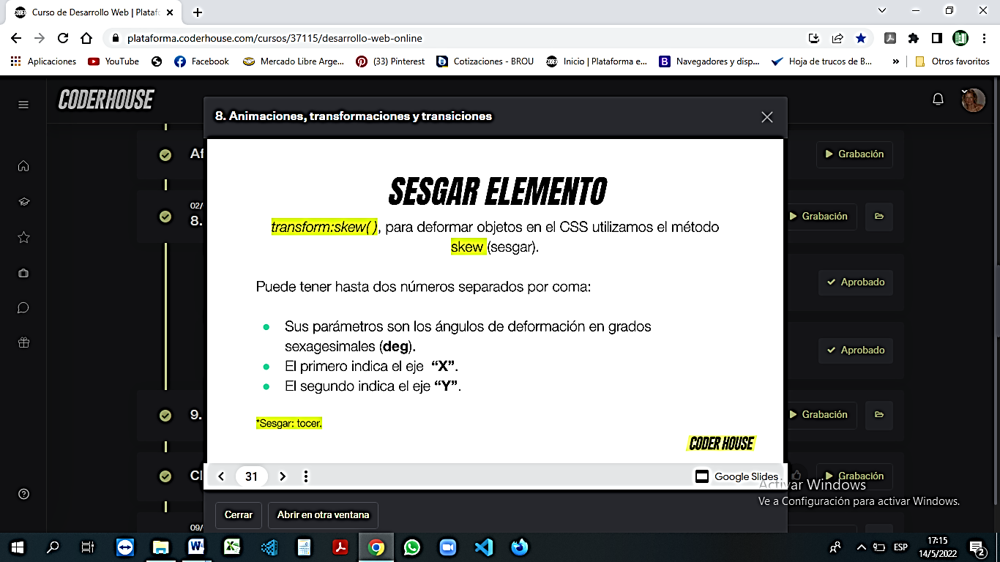 Curso de Desarrollo Web | Plataf
plataforma.coderhouse.com/cursos/37115/desarrollo-web-online
Aplicaciones YouTube Facebook Mercado Libre Arge... (33) Pinterest Cotizaciones - BROU Inicio | Plataforma e... Navegadores y disp... Hoja de trucos de B... » Otros favoritos
CODERHOUSE
8. Animaciones, transformaciones y transiciones
Af
Grabación
02/
8.
Grabación
Aprobado
Aprobado
9.
Grabación
Cl
Grabación
09/
SESGAR ELEMENTO
transform:skew( ), para deformar objetos en el CSS utilizamos el método
skew (sesgar).
Puede tener hasta dos números separados por coma:
● Sus parámetros son los ángulos de deformación en grados
sexagesimales (deg).
● El primero indica el eje “X”.
● El segundo indica el eje “Y”.
*Sesgar: tocer.
CODER HOUSE
31
Google Slides
Activar Windows
Ve a Configuración para activar Windows.
Cerrar
Abrir en otra ventana
ESP
17:15
14/5/2022
2